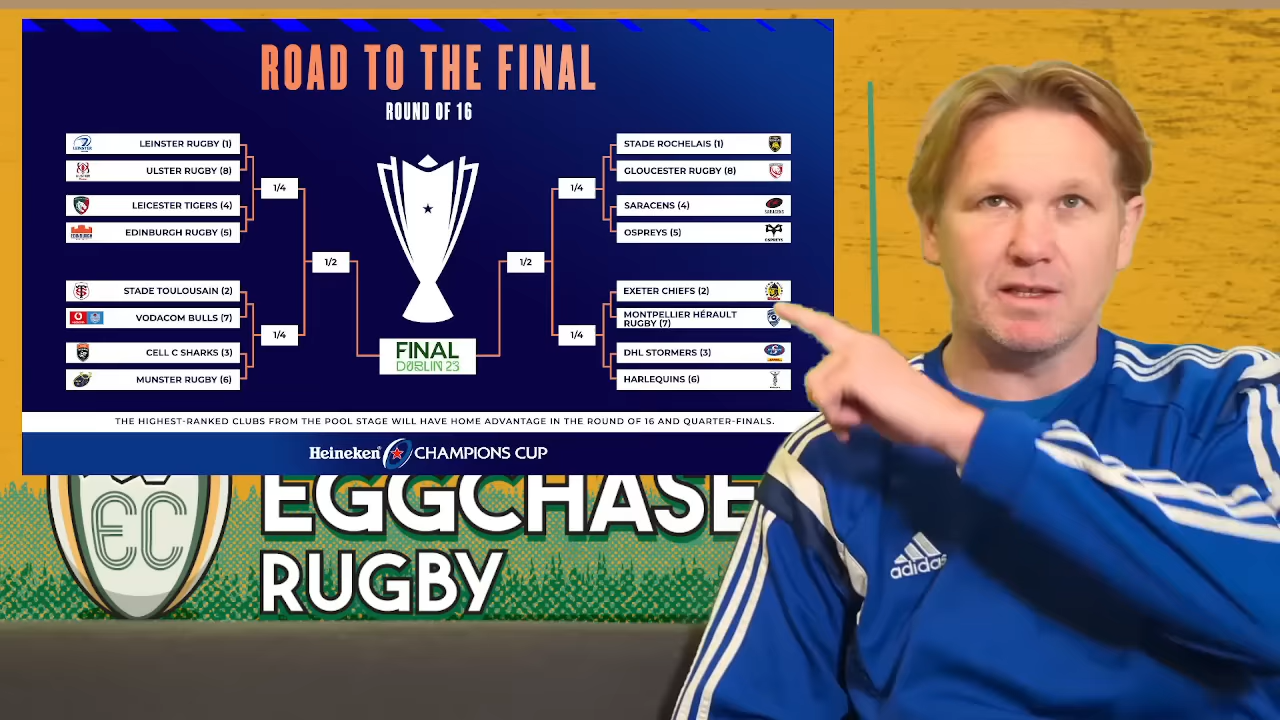 ROAD TO THE FINAL
ROUND OF 16
LEINSTER RUGBY (1)
ULSTER RUGBY (8)
LEICESTER TIGERS (4)
EDINBURGH RUGBY (5)
STADE TOULOUSAIN (2)
VODACOM BULLS (7)
CELL C SHARKS (3)
MUNSTER RUGBY (6)
1/4
1/4
1/2
FINAL
DUBLIN 23
1/2
1/4
1/4
STADE ROCHELAIS (1)
GLOUCESTER RUGBY (8)
SARACENS (4)
OSPREYS (5)
OSPREYS
EXETER CHIEFS (2)
MONTPELLIER HÉRAULT
RUGBY (7)
DHL STORMERS (3)
HARLEQUINS (6)
THE HIGHEST-RANKED CLUBS FROM THE POOL STAGE WILL HAVE HOME ADVANTAGE IN THE ROUND OF 16 AND QUARTER-FINALS.
Heineken CHAMPIONS CUP
EC
EGGCHASE
RUGBY
adidas